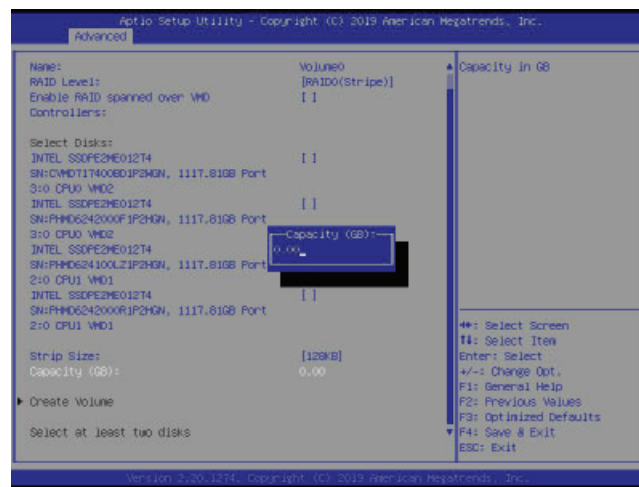 Aptio Setup Utility - Copyright (C) 2019 American Megatrends, Inc.
Advanced
Name: Volume0
RAID Level: [RAID0(Stripe)]
Enable RAID spanned over VMD [ ]
Controllers:
Select Disks:
INTEL SSDPE2ME012T4 [ ]
SN:CVMD7174008D1P2MGN, 1117.81GB Port
3:0 CPU0 VMD2
INTEL SSDPE2ME012T4 [ ]
SN:PHMD6242000F1P2HGN, 1117.81GB Port
3:0 CPU0 VMD2
INTEL SSDPE2ME012T4
SN:PHMD624100LZ1P2HGN, 1117.81GB Port
2:0 CPU1 VMD1
INTEL SSDPE2ME012T4 [ ]
SN:PHMD6242000R1P2HGN, 1117.81GB Port
2:0 CPU1 VMD1
Strip Size: [128KB]
Capacity (GB): 0.00
Create Volume
Select at least two disks
Capacity (GB):
0.00_
Capacity in GB
: Select Screen
↑↓: Select Item
Enter: Select
+/-: Change Opt.
F1: General Help
F2: Previous Values
F3: Optimized Defaults
F4: Save & Exit
ESC: Exit
Version 2.20.1274. Copyright (C) 2019 American Megatrends, Inc.